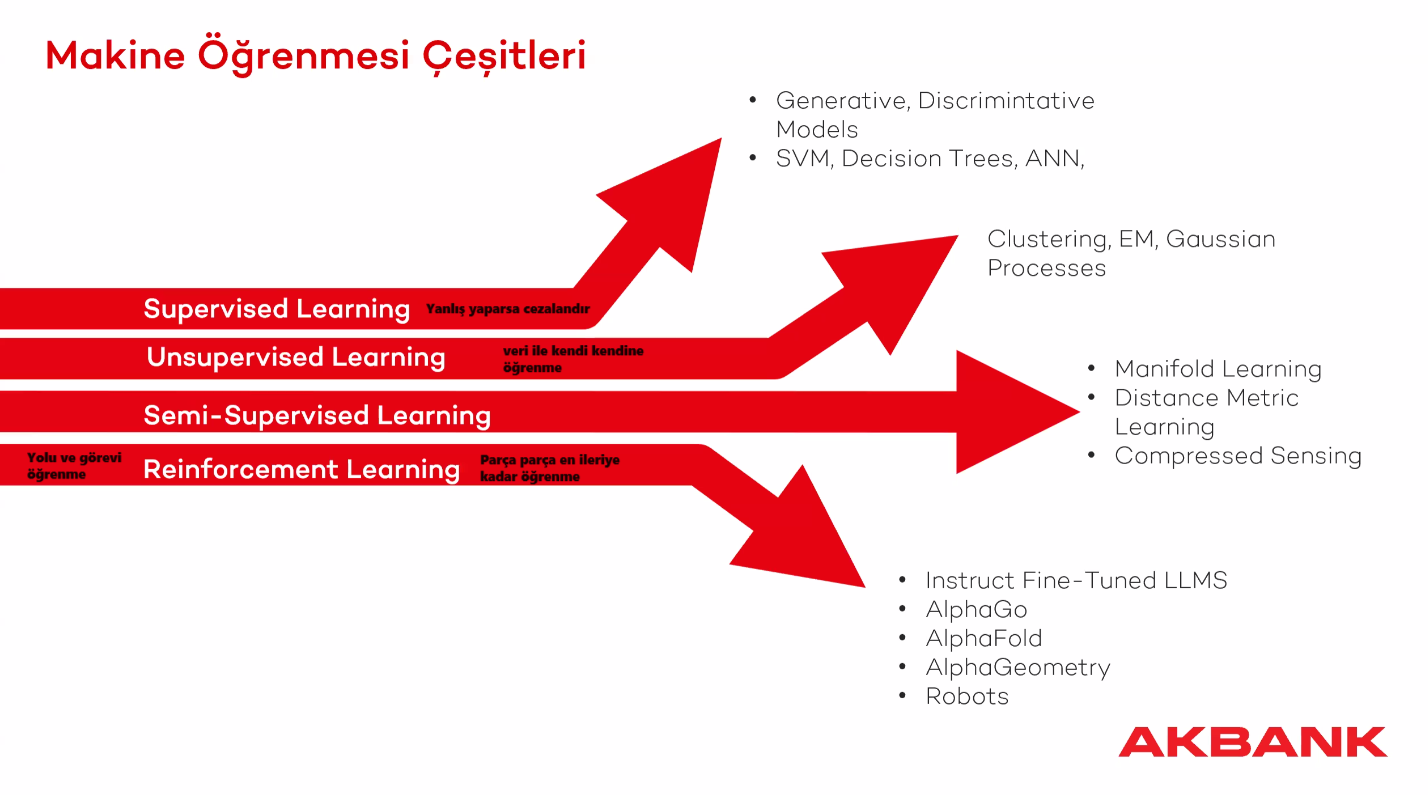 Makine Öğrenmesi Çeşitleri
• Generative, Discrimintative
Models
• SVM, Decision Trees, ANN,
Clustering, EM, Gaussian
Processes
Supervised Learning Yanlış yaparsa cezalandır
Unsupervised Learning veri ile kendi kendine
öğrenme
Semi-Supervised Learning
• Manifold Learning
• Distance Metric
Learning
• Compressed Sensing
Yolu ve görevi
öğrenme
Reinforcement Learning Parça parça en ileriye
kadar öğrenme
• Instruct Fine-Tuned LLMS
• AlphaGo
• AlphaFold
• AlphaGeometry
• Robots
AKBANK